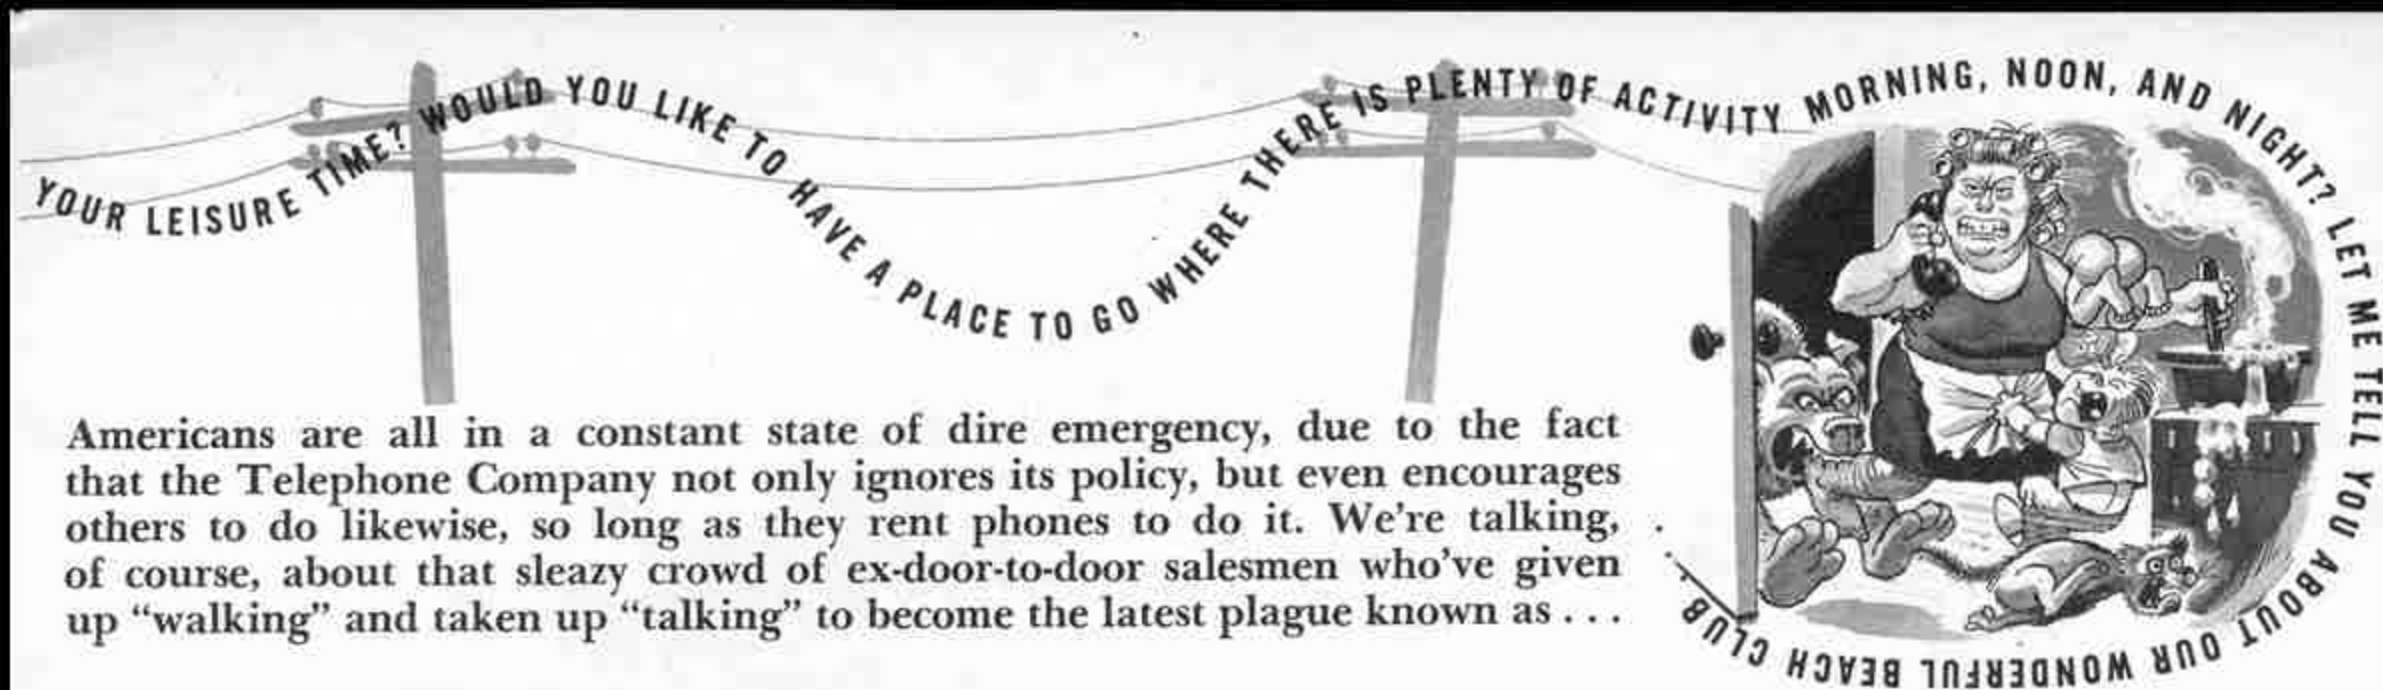 YOUR LEISURE TIME? WOULD YOU LIKE TO HAVE A PLACE TO GO WHERE THERE IS PLENTY OF ACTIVITY MORNING, NOON, AND NIGHT? LET ME TELL YOU ABOUT OUR WONDERFUL BEACH CLUB
Americans are all in a constant state of dire emergency, due to the fact
that the Telephone Company not only ignores its policy, but even encourages
others to do likewise, so long as they rent phones to do it. We're talking,
of course, about that sleazy crowd of ex-door-to-door salesmen who've given
up “walking” and taken up “talking” to become the latest plague known as . . .